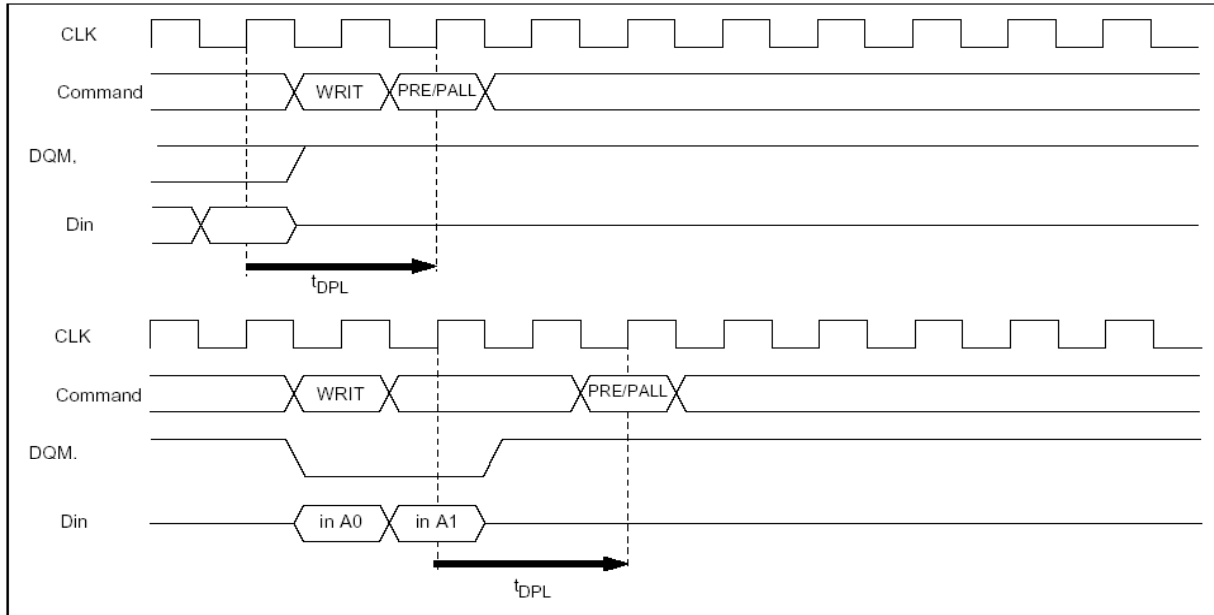 CLK
Command
WRIT
PRE/PALL
DQM,
Din
tDPL
CLK
Command
WRIT
PRE/PALL
DQM.
Din
in A0
in A1
tDPL